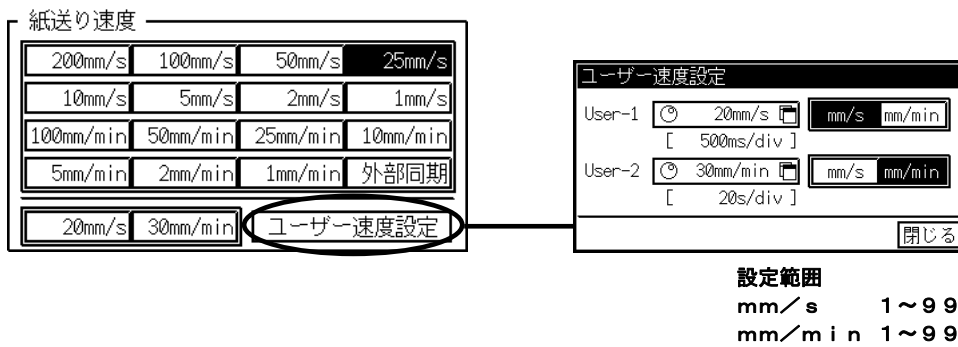 紙送り速度
200mm/s 100mm/s 50mm/s 25mm/s
10mm/s 5mm/s 2mm/s 1mm/s
100mm/min 50mm/min 25mm/min 10mm/min
5mm/min 2mm/min 1mm/min 外部同期
20mm/s 30mm/min ユーザー速度設定
ユーザー速度設定
User-1 20mm/s mm/s mm/min
[ 500ms/div ]
User-2 30mm/min mm/s mm/min
[ 20s/div ]
閉じる
設定範囲
mm/s 1~99
mm/min 1~99